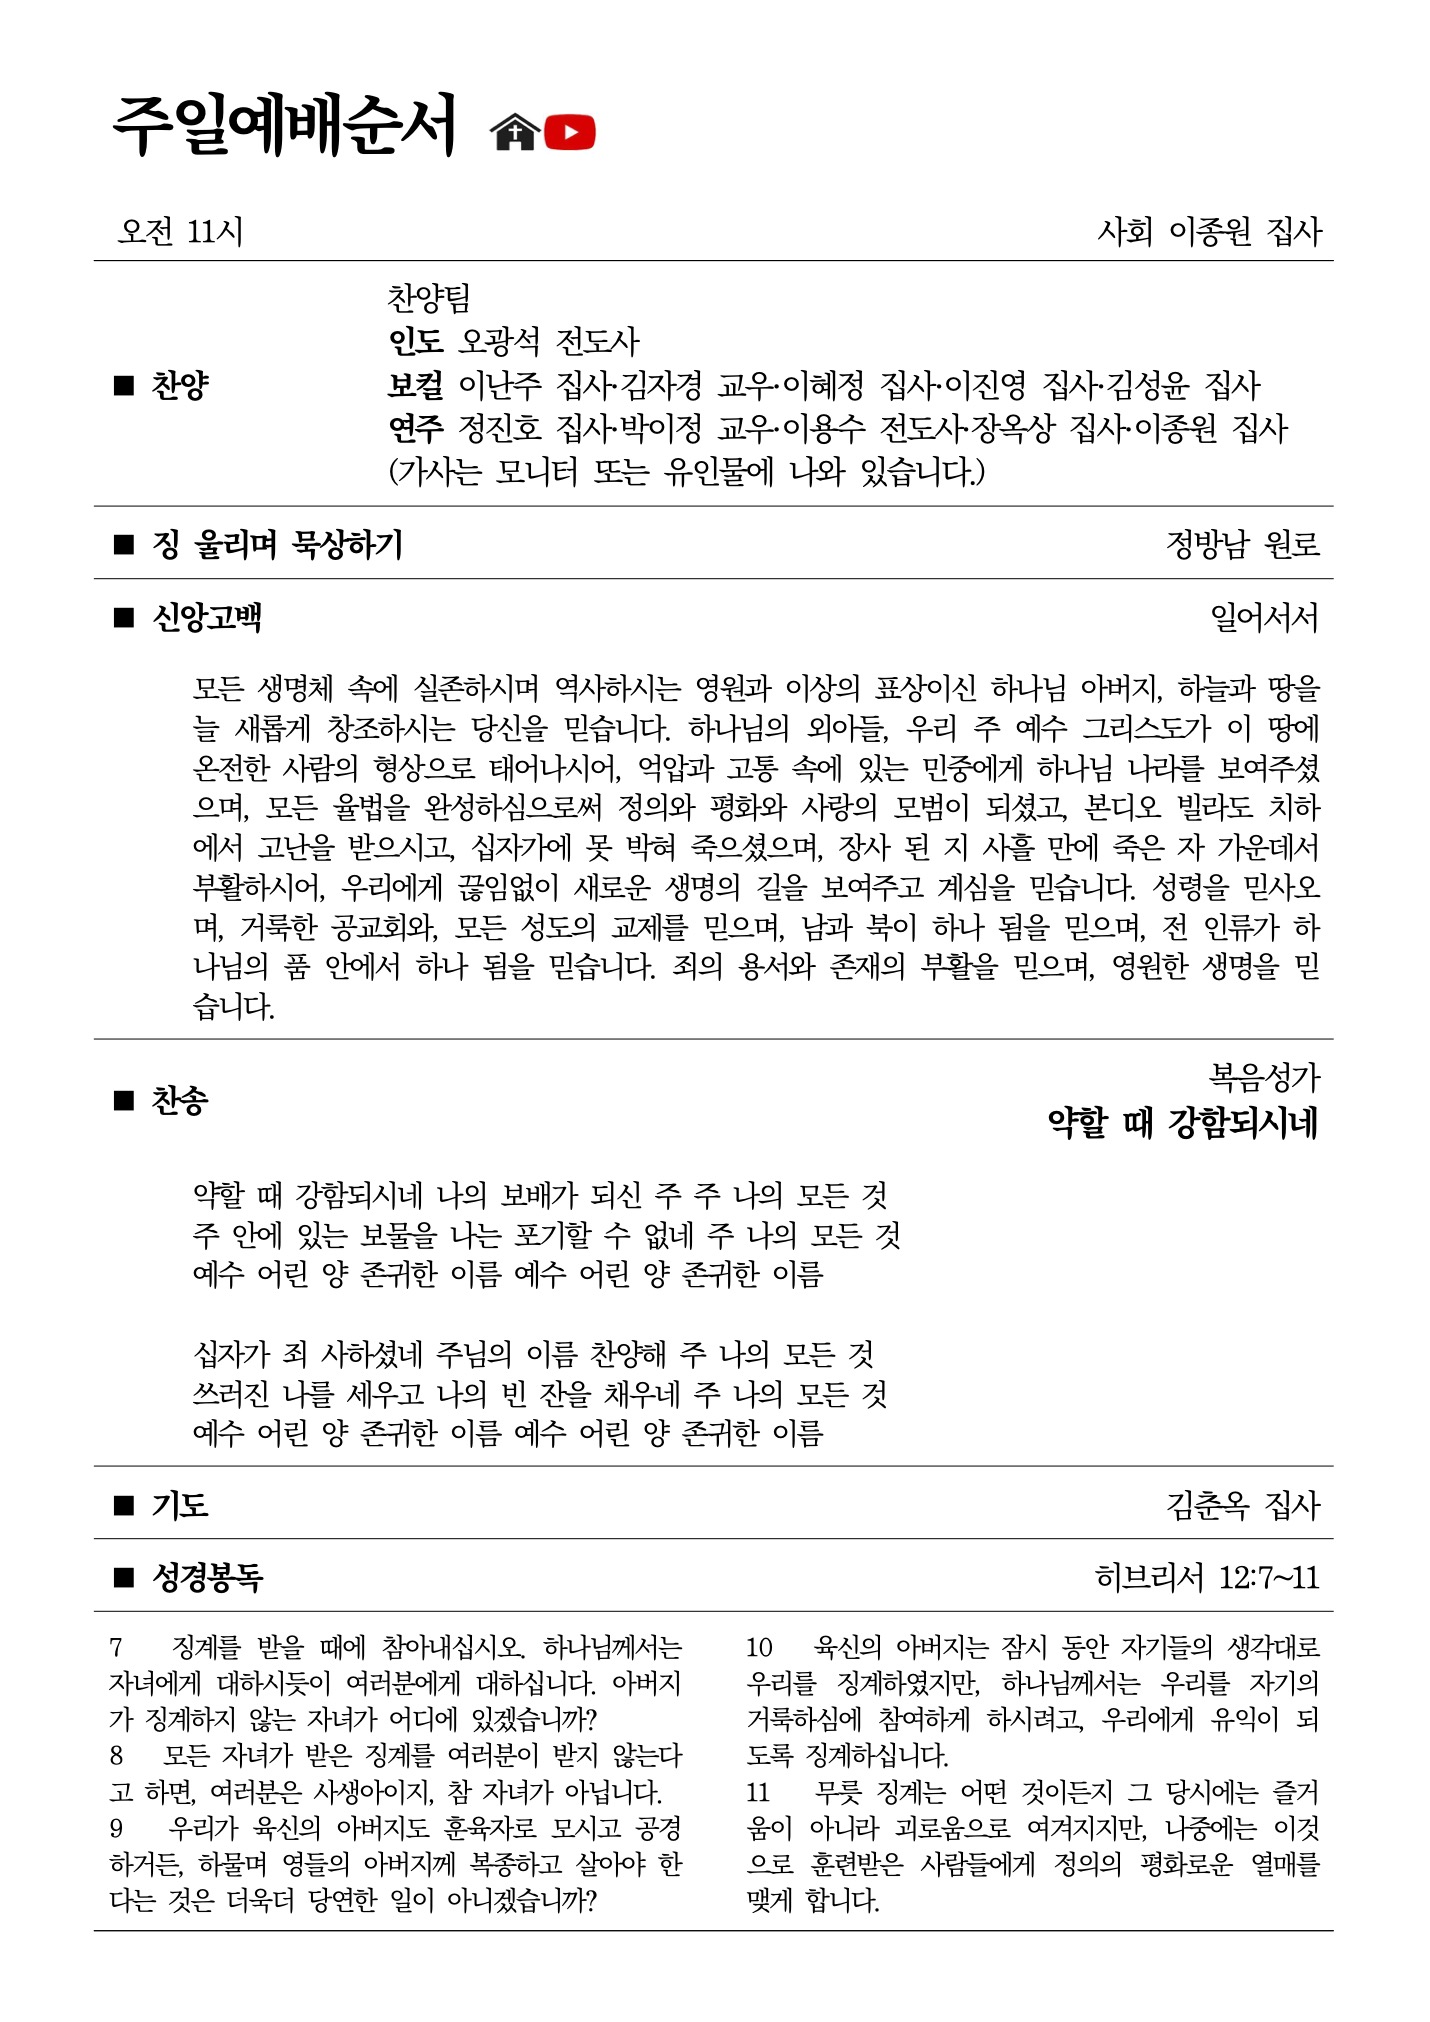 주일예배순서
오전 11시 사회 이종원 집사
찬양팀
인도 오광석 전도사
■ 찬양 보컬 이난주 집사·김자경 교우·이혜정 집사·이진영 집사·김성윤 집사
연주 정진호 집사·박이정 교우·이용수 전도사·장옥상 집사·이종원 집사
(가사는 모니터 또는 유인물에 나와 있습니다.)
■ 징 울리며 묵상하기 정방남 원로
■ 신앙고백 일어서서
모든 생명체 속에 실존하시며 역사하시는 영원과 이상의 표상이신 하나님 아버지, 하늘과 땅을
늘 새롭게 창조하시는 당신을 믿습니다. 하나님의 외아들, 우리 주 예수 그리스도가 이 땅에
온전한 사람의 형상으로 태어나시어, 억압과 고통 속에 있는 민중에게 하나님 나라를 보여주셨
으며, 모든 율법을 완성하심으로써 정의와 평화와 사랑의 모범이 되셨고, 본디오 빌라도 치하
에서 고난을 받으시고, 십자가에 못 박혀 죽으셨으며, 장사 된 지 사흘 만에 죽은 자 가운데서
부활하시어, 우리에게 끊임없이 새로운 생명의 길을 보여주고 계심을 믿습니다. 성령을 믿사오
며, 거룩한 공교회와, 모든 성도의 교제를 믿으며, 남과 북이 하나 됨을 믿으며, 전 인류가 하
나님의 품 안에서 하나 됨을 믿습니다. 죄의 용서와 존재의 부활을 믿으며, 영원한 생명을 믿
습니다.
복음성가
■ 찬송
약할 때 강함되시네
약할 때 강함되시네 나의 보배가 되신 주 주 나의 모든 것
주 안에 있는 보물을 나는 포기할 수 없네 주 나의 모든 것
예수 어린 양 존귀한 이름 예수 어린 양 존귀한 이름
십자가 죄 사하셨네 주님의 이름 찬양해 주 나의 모든 것
쓰러진 나를 세우고 나의 빈 잔을 채우네 주 나의 모든 것
예수 어린 양 존귀한 이름 예수 어린 양 존귀한 이름
■ 기도 김춘옥 집사
■ 성경봉독 히브리서 12:7~11
7 징계를 받을 때에 참아내십시오. 하나님께서는
자녀에게 대하시듯이 여러분에게 대하십니다. 아버지
가 징계하지 않는 자녀가 어디에 있겠습니까?
8 모든 자녀가 받은 징계를 여러분이 받지 않는다
고 하면, 여러분은 사생아이지, 참 자녀가 아닙니다.
9 우리가 육신의 아버지도 훈육자로 모시고 공경
하거든, 하물며 영들의 아버지께 복종하고 살아야 한
다는 것은 더욱더 당연한 일이 아니겠습니까?
10 육신의 아버지는 잠시 동안 자기들의 생각대로
우리를 징계하였지만, 하나님께서는 우리를 자기의
거룩하심에 참여하게 하시려고, 우리에게 유익이 되
도록 징계하십니다.
11 무릇 징계는 어떤 것이든지 그 당시에는 즐거
움이 아니라 괴로움으로 여겨지지만, 나중에는 이것
으로 훈련받은 사람들에게 정의의 평화로운 열매를
맺게 합니다.